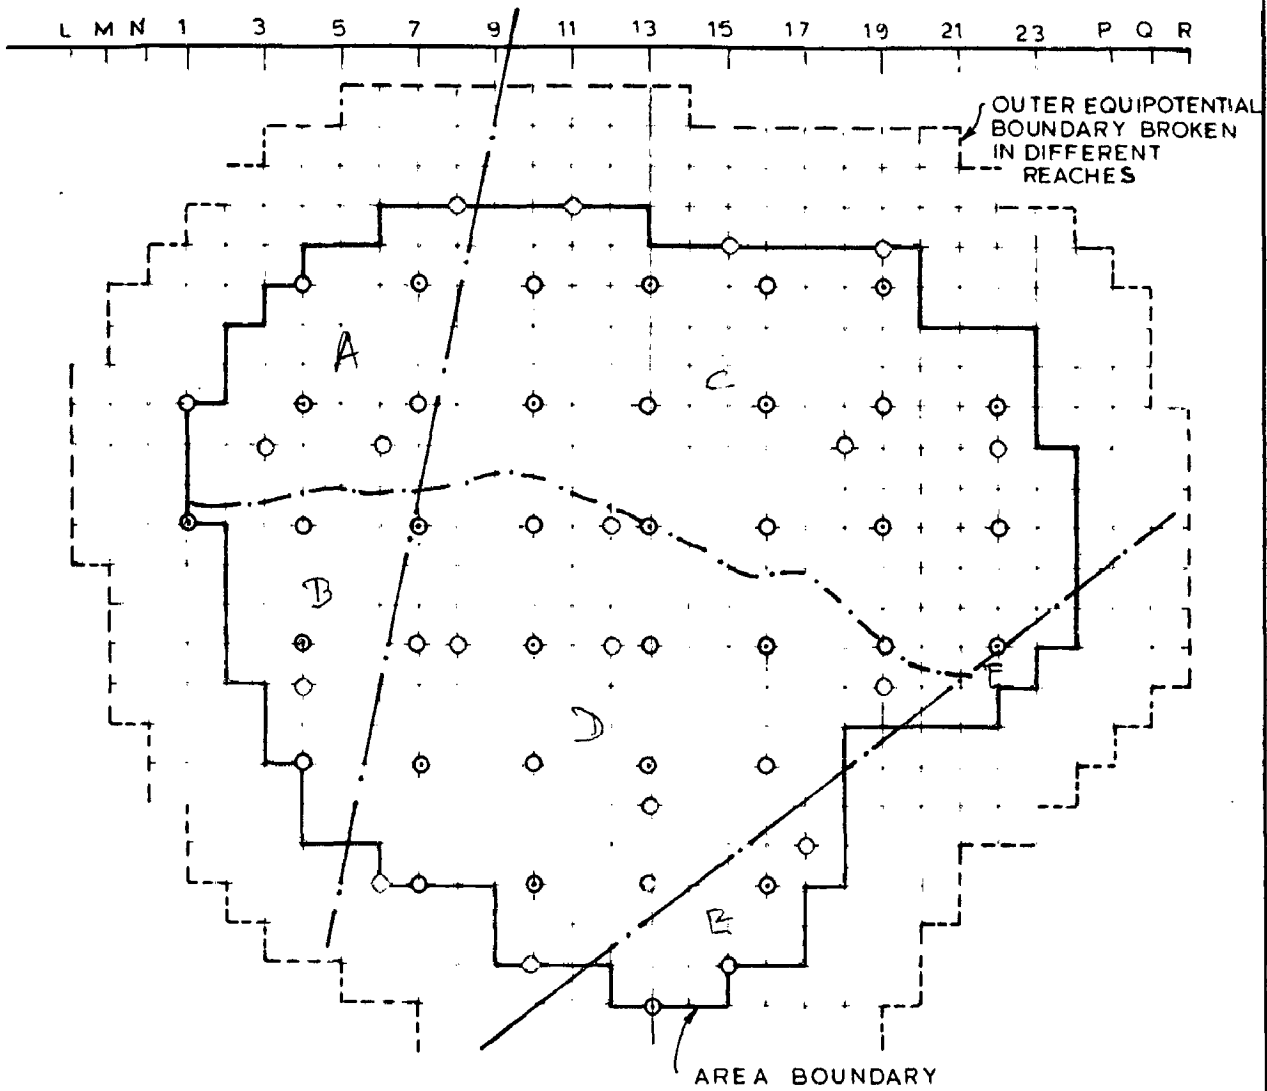 L M N 1 3 5 7 9 11 13 15 17 19 21 23 P Q R
OUTER EQUIPOTENTIAL
BOUNDARY BROKEN
IN DIFFERENT
REACHES
A
C
B
F
D
E
AREA BOUNDARY